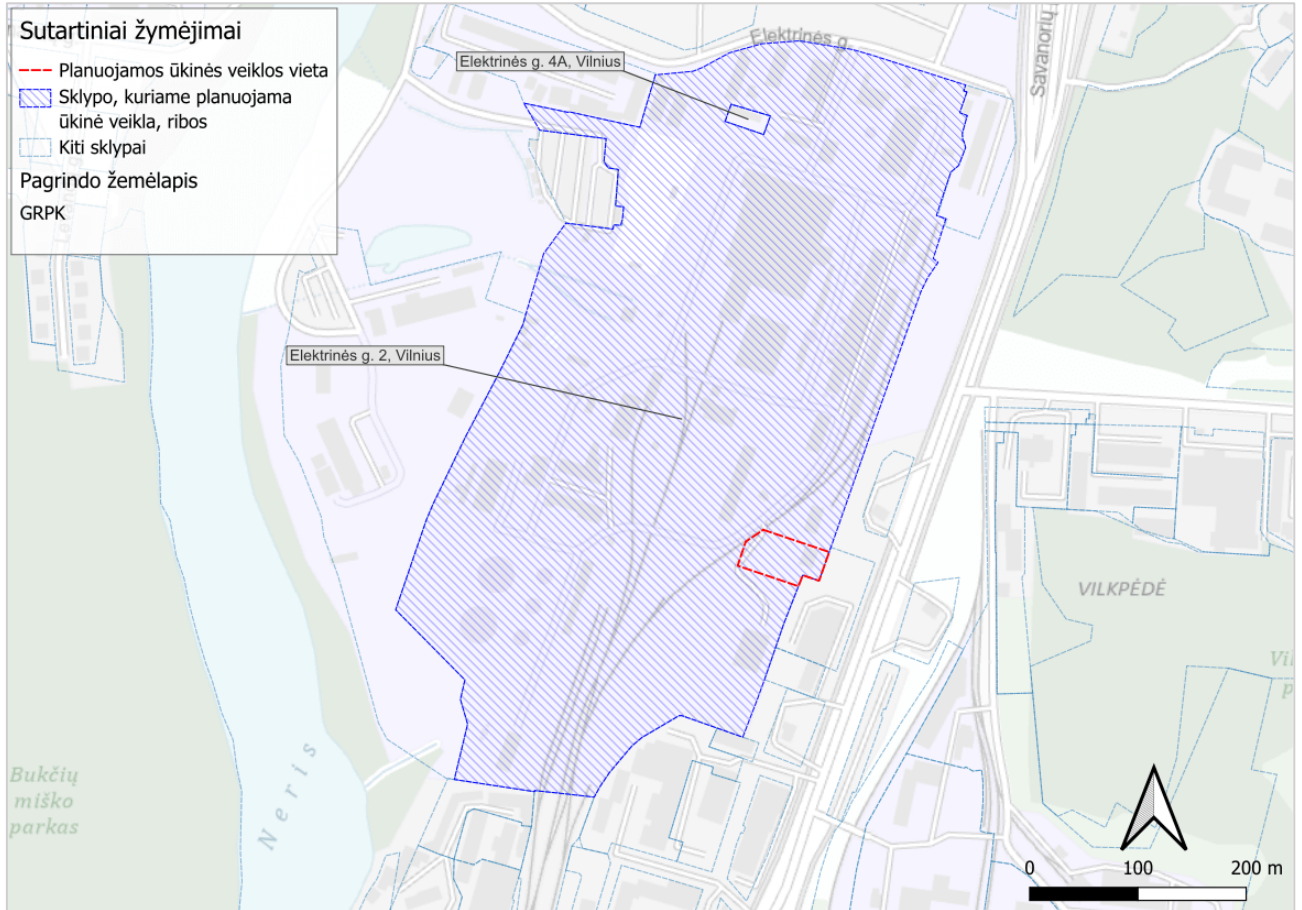 Sutartiniai žymėjimai
Planuojamos ūkinės veiklos vieta
Sklypo, kuriame planuojama
ūkinė veikla, ribos
Kiti sklypai
Pagrindo žemėlapis
GRPK
Elektrinės g.
Elektrinės g. 4A, Vilnius
Savanorių
Elektrinės g. 2, Vilnius
VILKPĖDĖ
Bukčių
miško
parkas
Neris
0 100 200 m